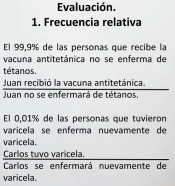 Evaluación.
1. Frecuencia relativa
El 99,9% de las personas que recibe la
vacuna antitetánica no se enferma de
tétanos.
Juan recibió la vacuna antitetánica.
Juan no se enfermará de tétanos.
El 0,01% de las personas que tuvieron
varicela se enferma nuevamente de
varicela.
Carlos tuvo varicela.
Carlos se enfermará nuevamente de
varicela.